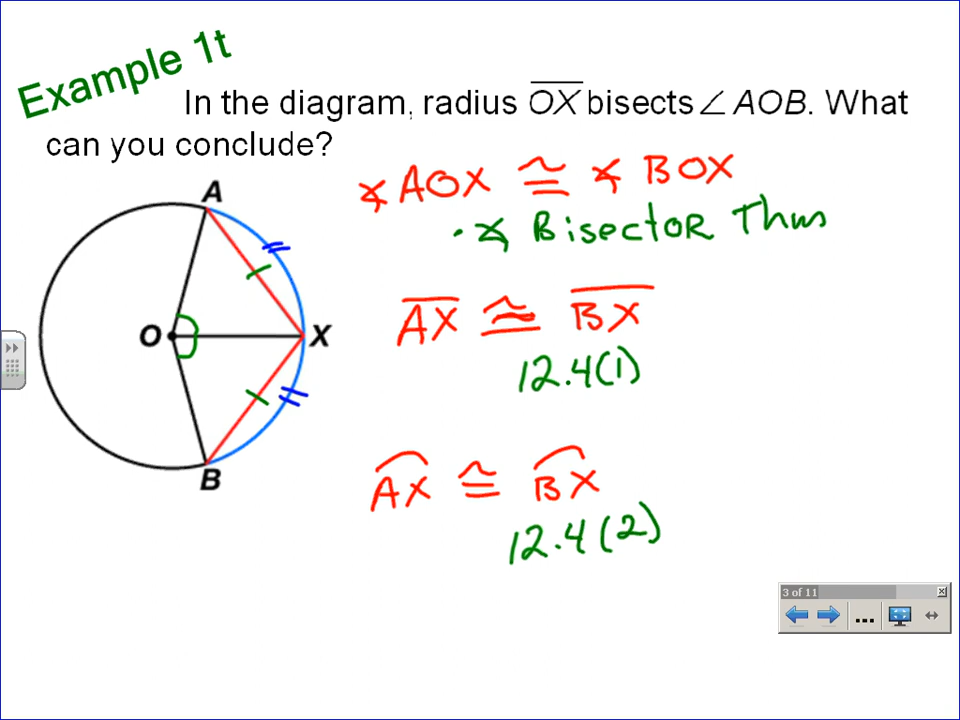 Example 1t
In the diagram, radius OX bisects ∠ AOB. What
can you conclude?
∢ AOX ≅ ∢ BOX
· ∢ Bisector Thm
A
O
X
B
AX ≅ BX
12.4(1)
AX ≅ BX
12.4(2)
3 of 11
...